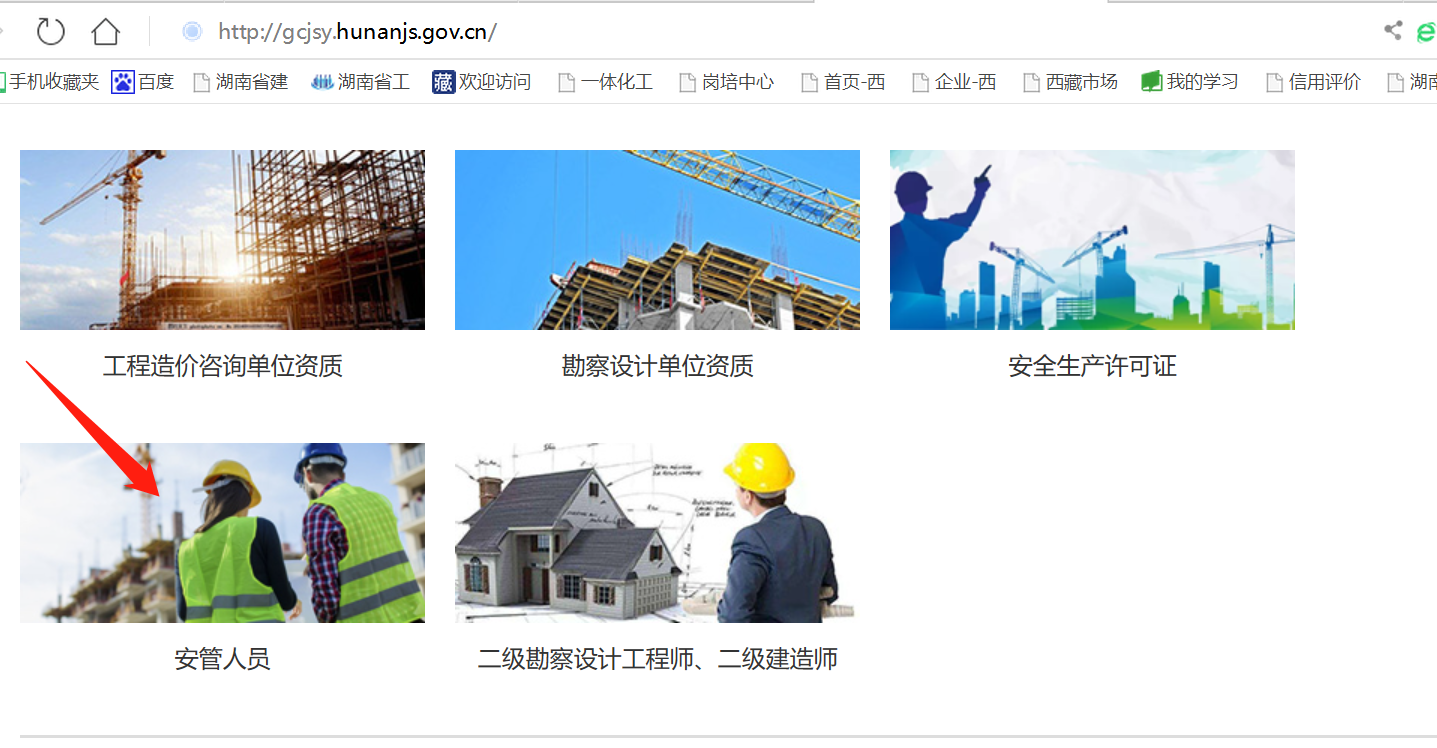 http://gcjsy.hunanjs.gov.cn/
手机收藏夹 百度 湖南省建 湖南省工 藏 欢迎访问 一体化工 岗培中心 首页-西 企业-西 西藏市场 我的学习 信用评价 湖南
工程造价咨询单位资质 勘察设计单位资质 安全生产许可证
安管人员 二级勘察设计工程师、二级建造师